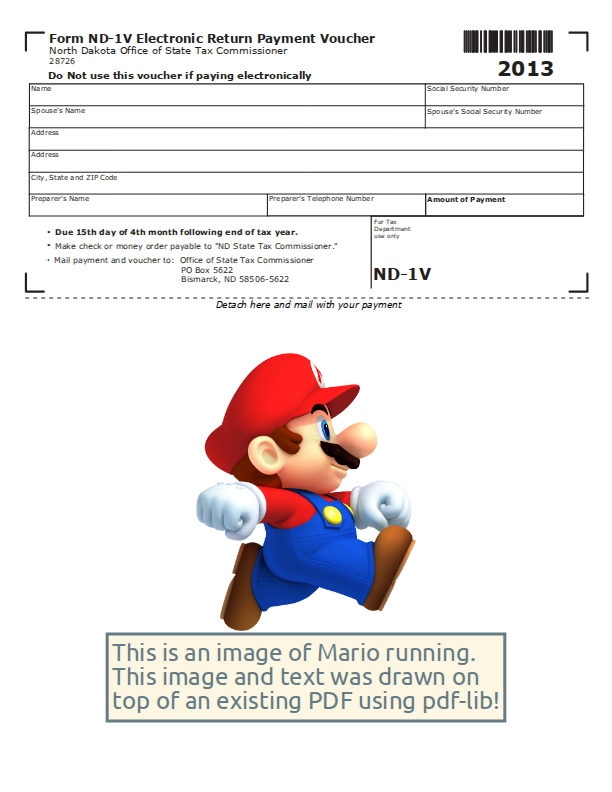 Form ND-1V Electronic Return Payment Voucher
North Dakota Office of State Tax Commissioner
28726
2013
Do Not use this voucher if paying electronically
Name
Social Security Number
Spouse's Name
Spouse's Social Security Number
Address
Address
City, State and ZIP Code
Preparer's Name
Preparer's Telephone Number
Amount of Payment
• Due 15th day of 4th month following end of tax year.
• Make check or money order payable to "ND State Tax Commissioner."
• Mail payment and voucher to: Office of State Tax Commissioner
PO Box 5622
Bismarck, ND 58506-5622
For Tax
Department
use only
ND-1V
Detach here and mail with your payment
This is an image of Mario running.
This image and text was drawn on
top of an existing PDF using pdf-lib!